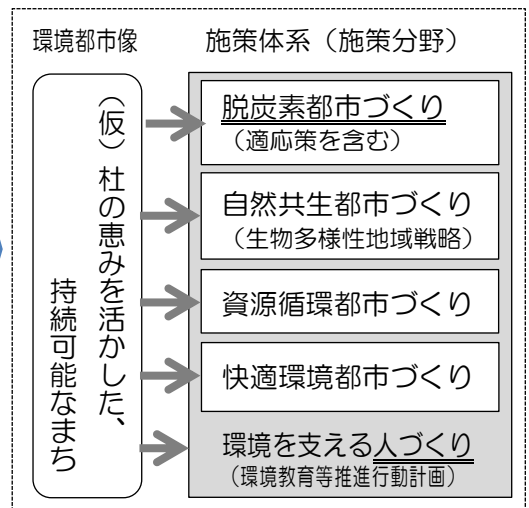 環境都市像
施策体系（施策分野）
（仮）杜の恵みを活かした、
持続可能なまち
脱炭素都市づくり
（適応策を含む）
自然共生都市づくり
（生物多様性地域戦略）
資源循環都市づくり
快適環境都市づくり
環境を支える人づくり
（環境教育等推進行動計画）